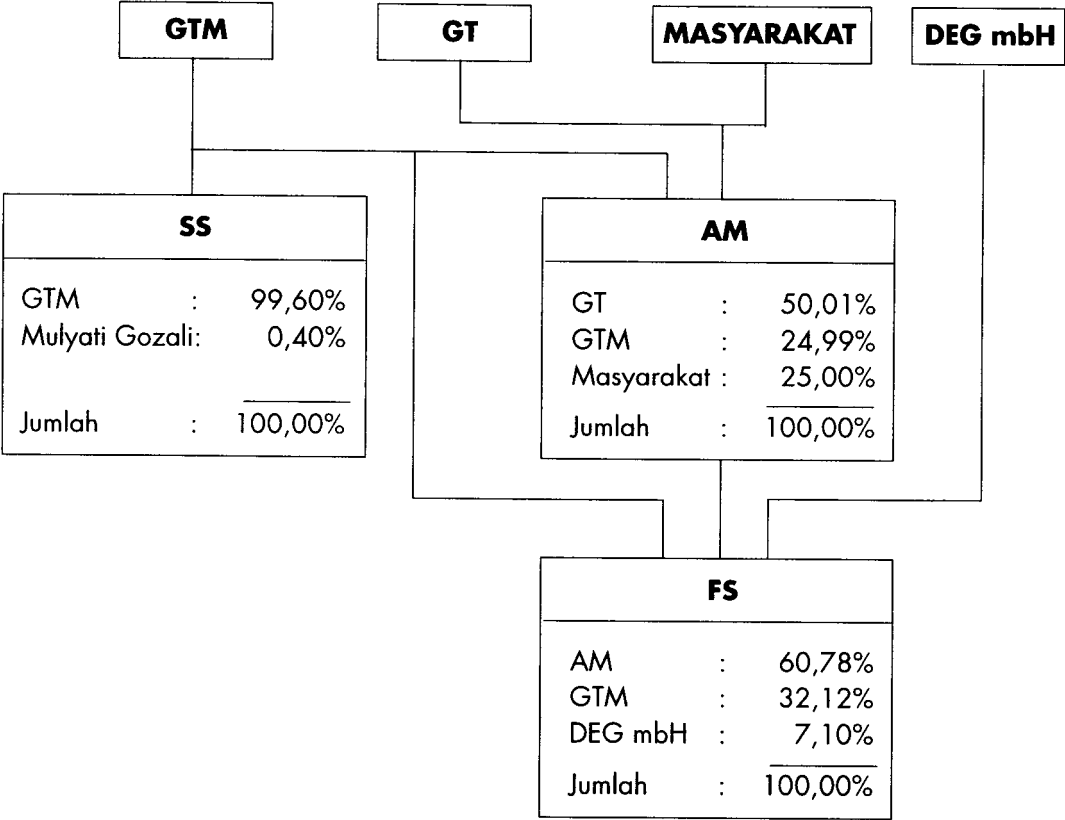 GTM
GT
MASYARAKAT
DEG mbH
SS
GTM : 99,60%
Mulyati Gozali: 0,40%
Jumlah : 100,00%
AM
GT : 50,01%
GTM : 24,99%
Masyarakat : 25,00%
Jumlah : 100,00%
FS
AM : 60,78%
GTM : 32,12%
DEG mbH : 7,10%
Jumlah : 100,00%